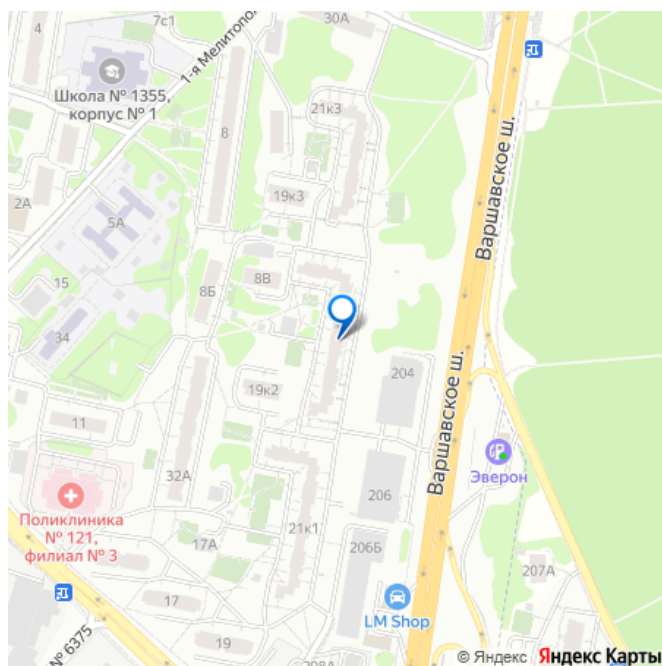 4
7с1
30А
1-я Мелитопол
Школа № 1355,
корпус № 1
21к3
8
Варшавское ш.
19к3
2А
5А
15
8В
8Б
34
204
19к2
11
Варшавское ш.
32А
206
Эверон
Поликлиника
№ 121,
филиал № 3
21к1
17А
206Б
207А
17
LM Shop
19
208А
№ 6375
© Яндекс Яндекс Карты